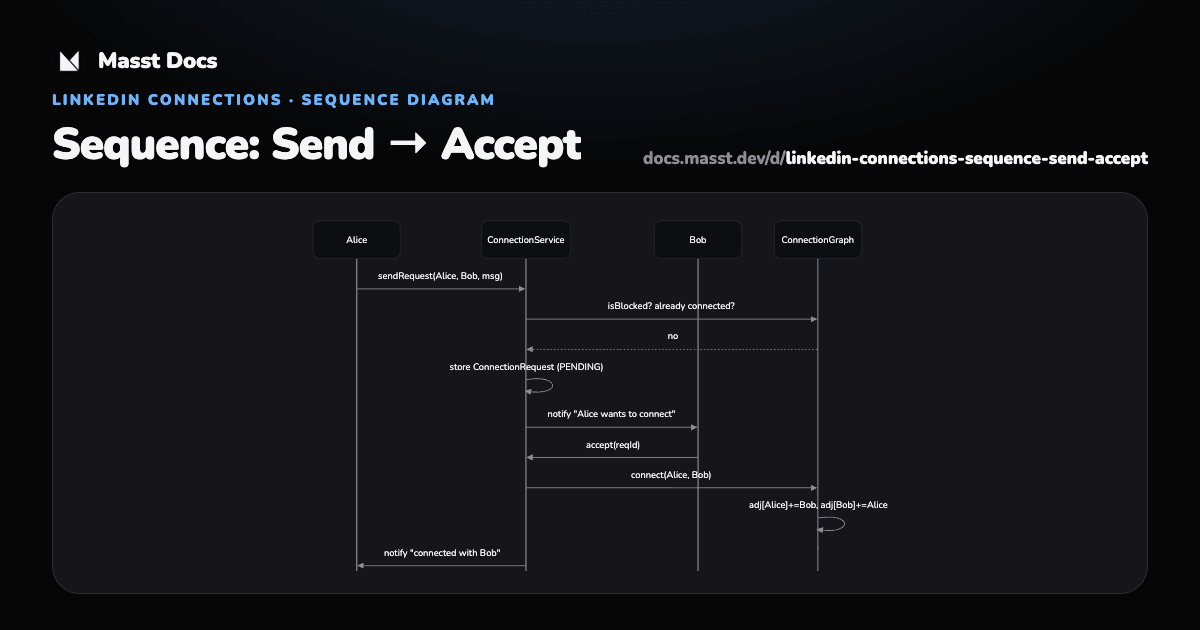 Masst Docs
LINKEDIN CONNECTIONS · SEQUENCE DIAGRAM
Sequence: Send → Accept
docs.masst.dev/d/linkedin-connections-sequence-send-accept
Alice
ConnectionService
Bob
ConnectionGraph
sendRequest(Alice, Bob, msg)
isBlocked? already connected?
no
store ConnectionRequest (PENDING)
notify "Alice wants to connect"
accept(reqId)
connect(Alice, Bob)
adj[Alice]+=Bob, adj[Bob]+=Alice
notify "connected with Bob"